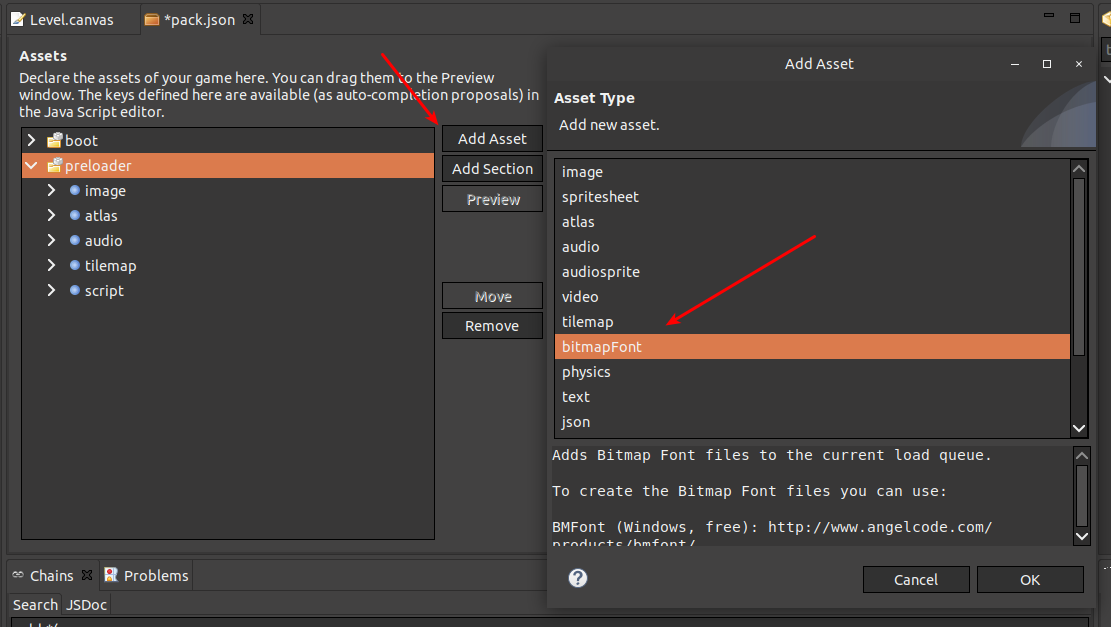 Level.canvas
*pack.json
Assets
Declare the assets of your game here. You can drag them to the Preview
window. The keys defined here are available (as auto-completion proposals) in
the Java Script editor.
boot
preloader
image
atlas
audio
tilemap
script
Add Asset
Add Section
Preview
Move
Remove
Add Asset
Asset Type
Add new asset.
image
spritesheet
atlas
audio
audiosprite
video
tilemap
bitmapFont
physics
text
json
Adds Bitmap Font files to the current load queue.
To create the Bitmap Font files you can use:
BMFont (Windows, free): http://www.angelcode.com/
products/bmfont/
Cancel
OK
Chains
Problems
Search
JSDoc